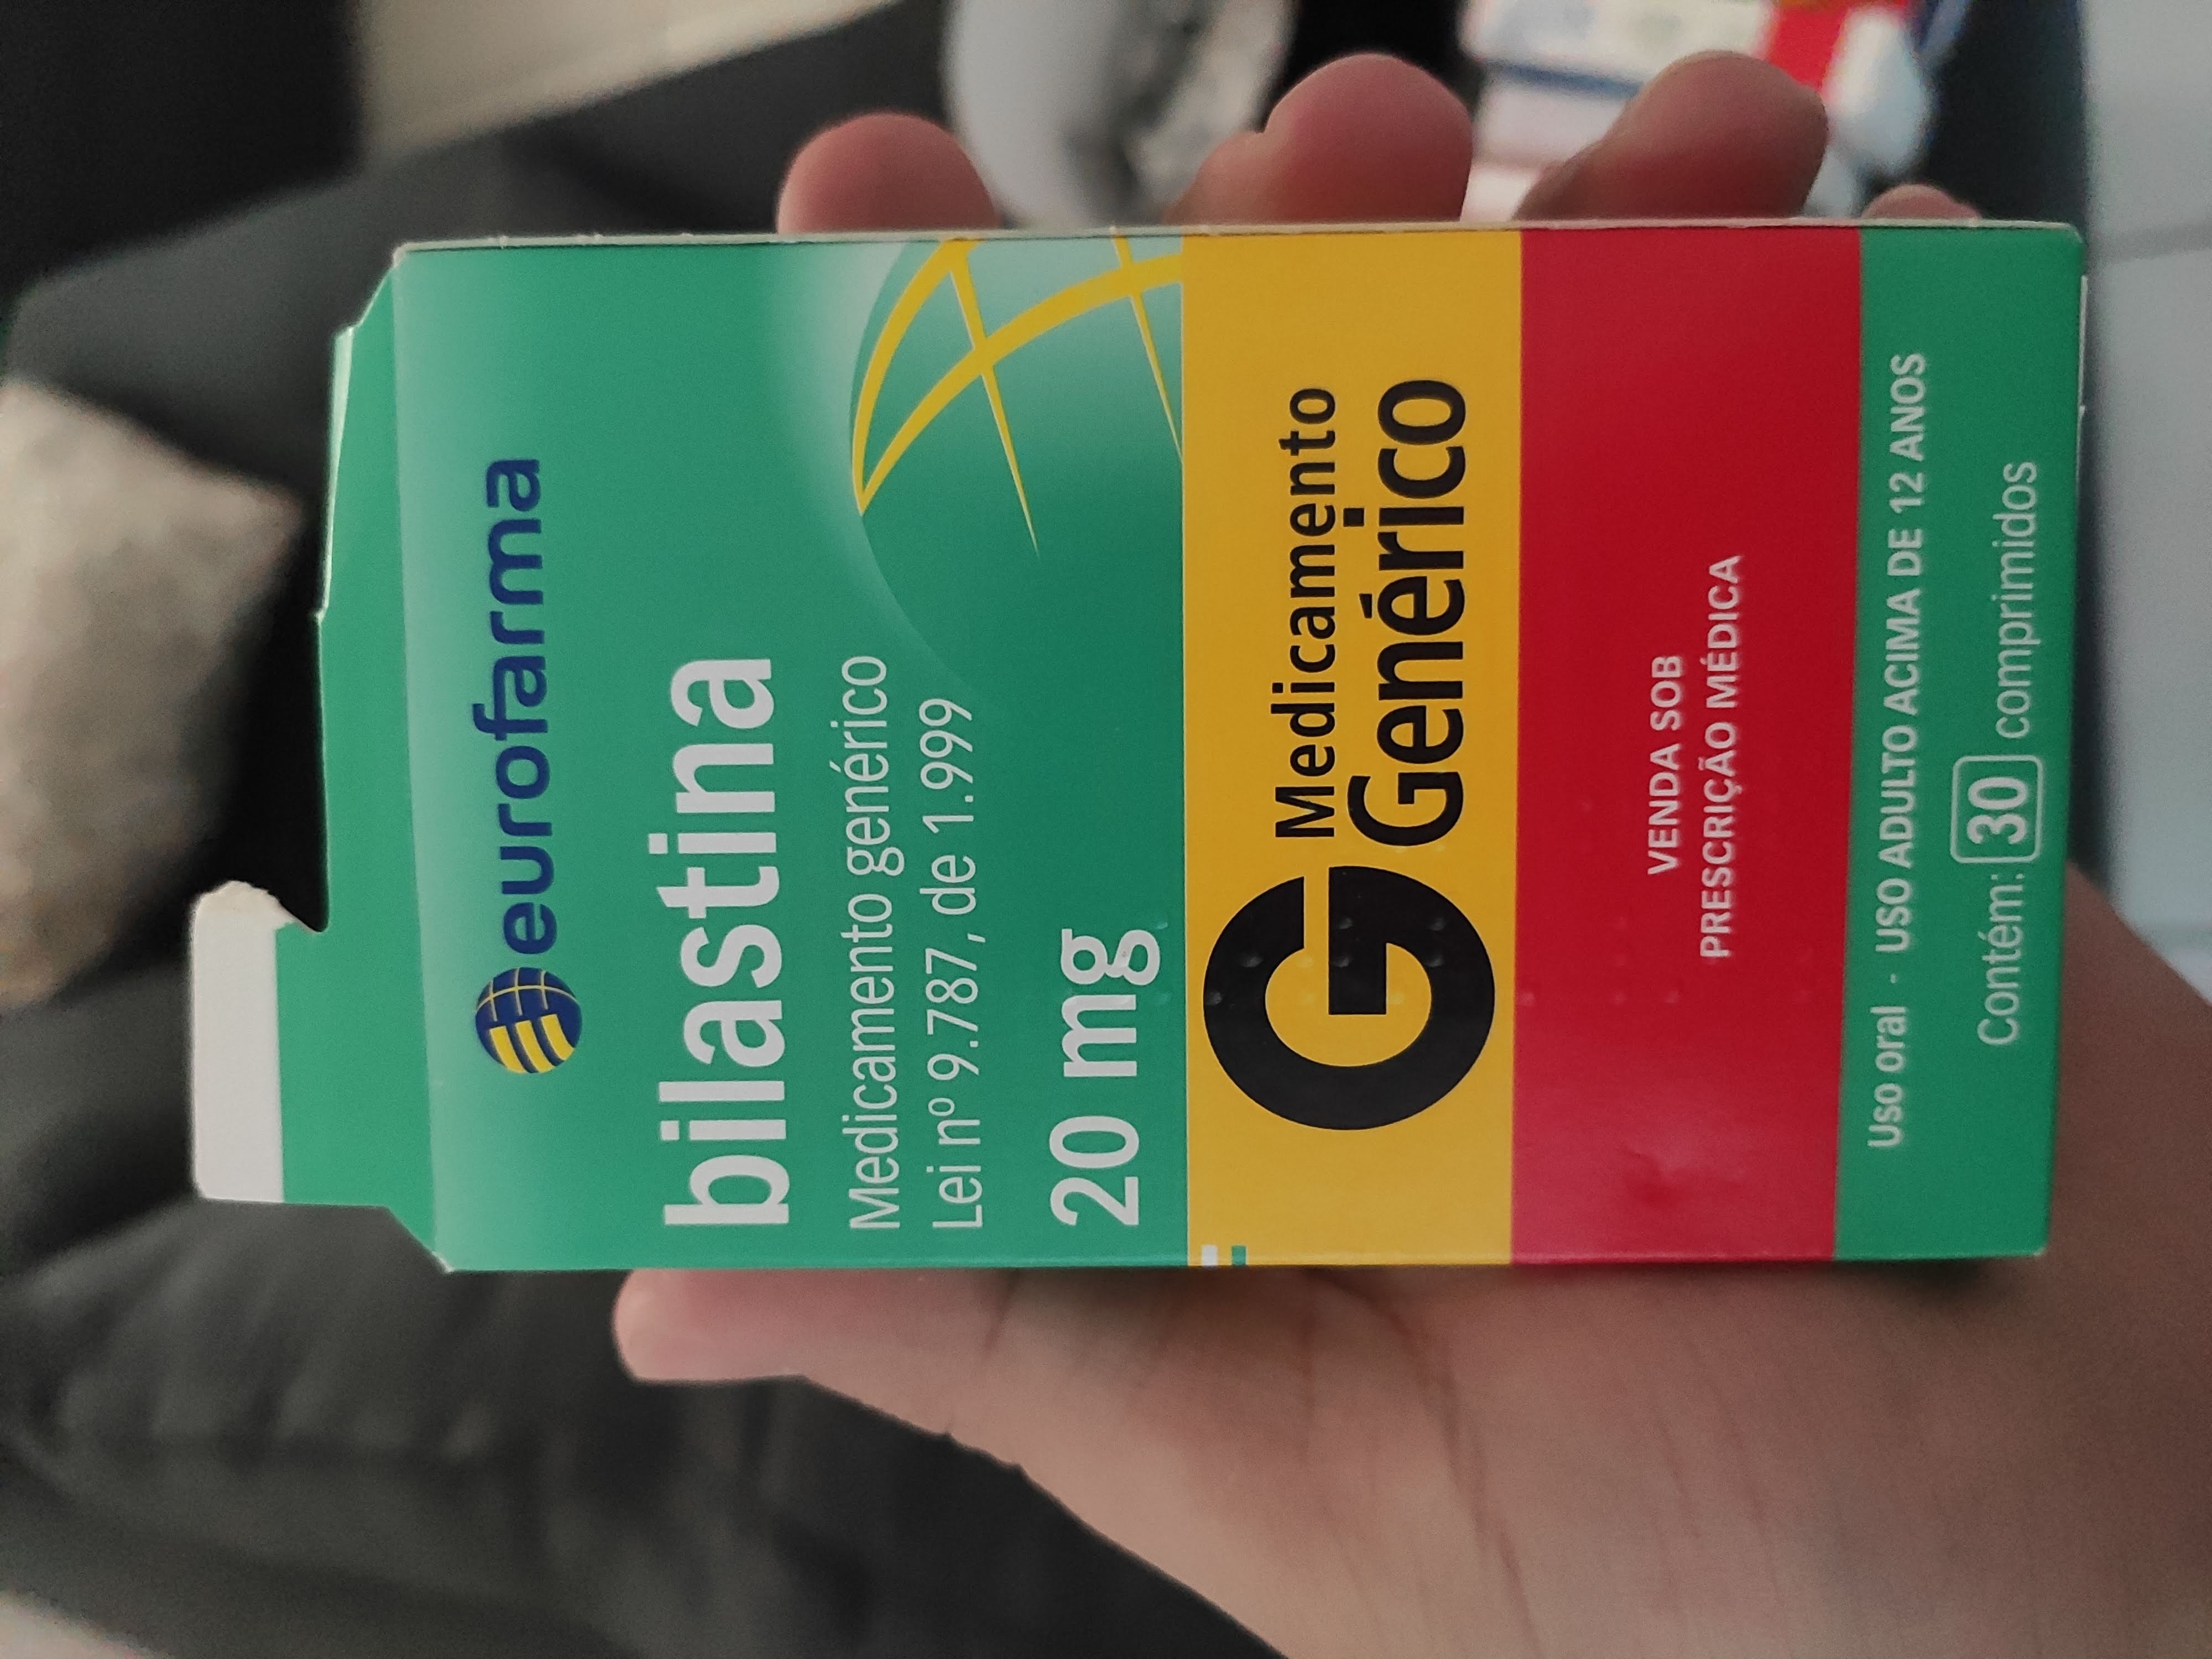 eurofarma
bilastina
Medicamento genérico
Lei nº 9.787, de 1.999
20 mg
G Medicamento
Genérico
VENDA SOB
PRESCRIÇÃO MÉDICA
Uso oral - USO ADULTO ACIMA DE 12 ANOS
Contém: 30 comprimidos